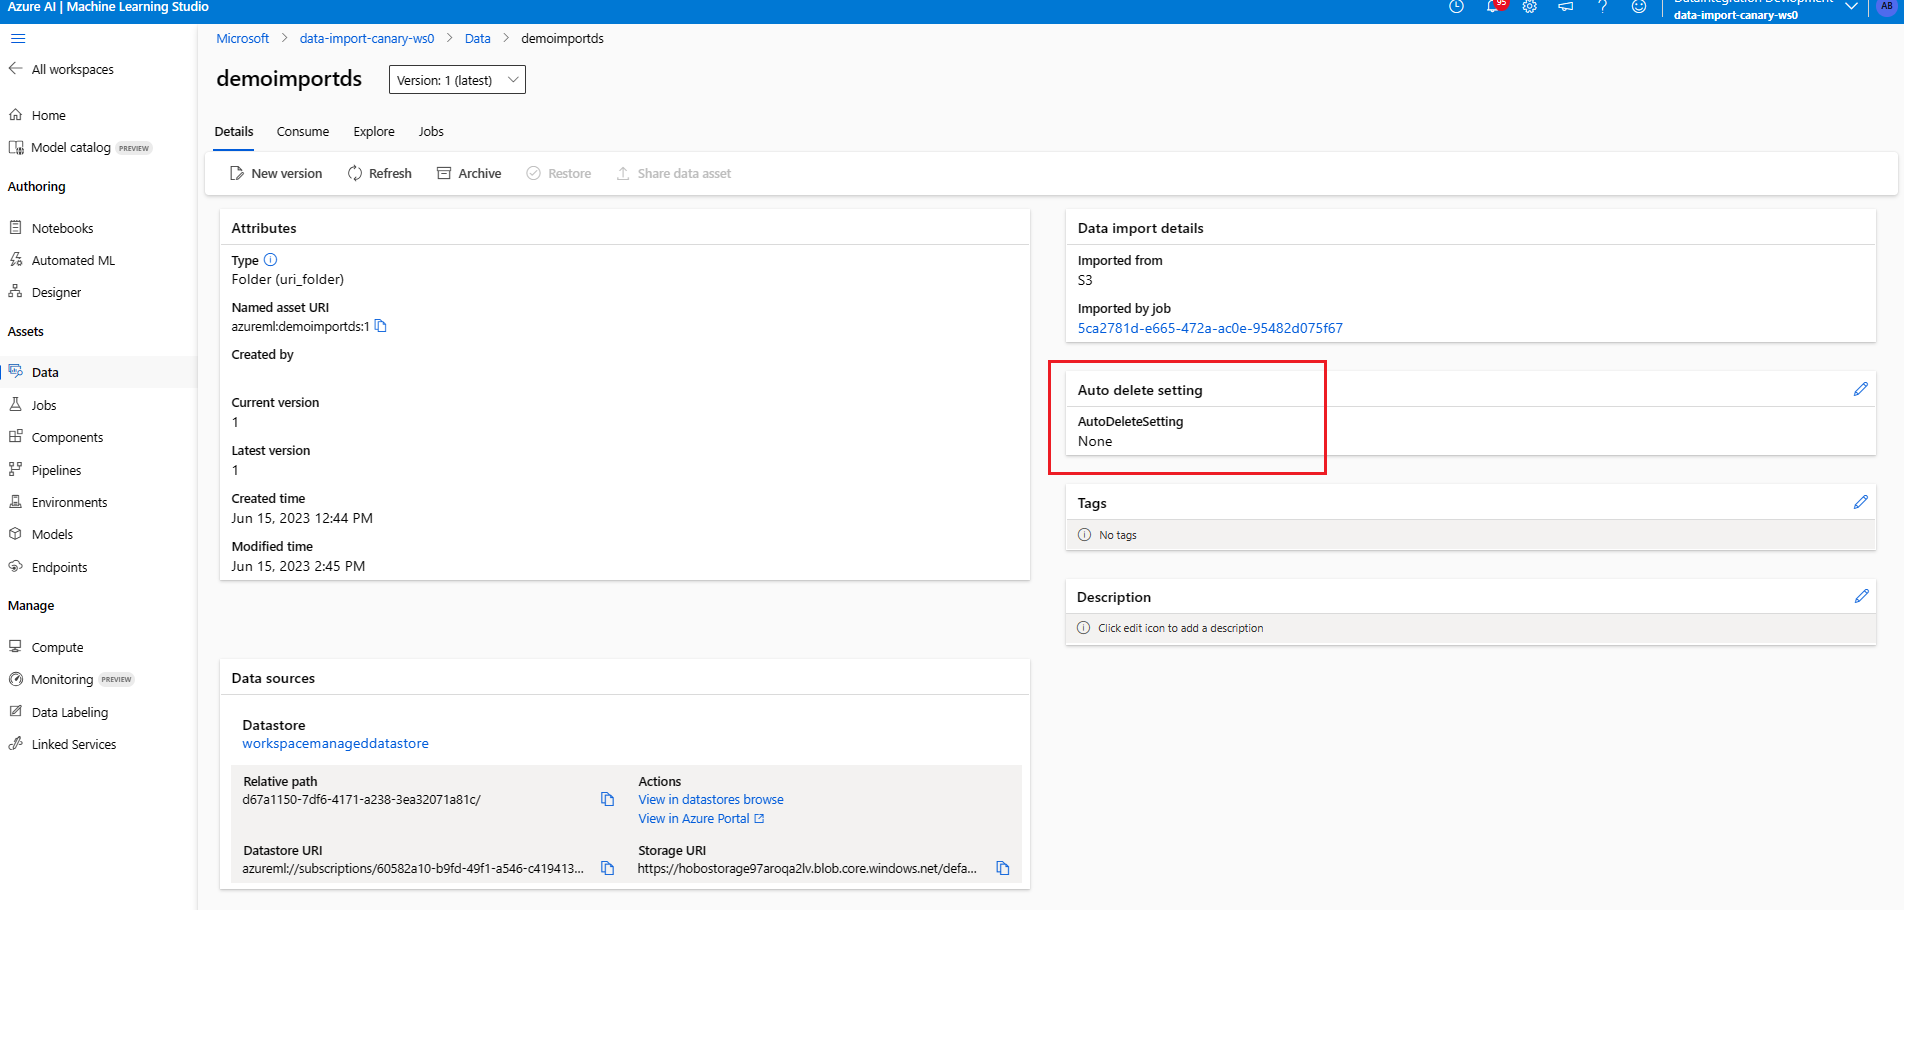 Azure AI | Machine Learning Studio
95
DataIntegration Devlopment
data-import-canary-ws0
AB
All workspaces
Home
Model catalog PREVIEW
Authoring
Notebooks
Automated ML
Designer
Assets
Data
Jobs
Components
Pipelines
Environments
Models
Endpoints
Manage
Compute
Monitoring PREVIEW
Data Labeling
Linked Services
Microsoft > data-import-canary-ws0 > Data > demoimportds
demoimportds
Version: 1 (latest)
Details Consume Explore Jobs
New version Refresh Archive Restore Share data asset
Attributes
Type
Folder (uri_folder)
Named asset URI
azureml:demoimportds:1
Created by
Current version
1
Latest version
1
Created time
Jun 15, 2023 12:44 PM
Modified time
Jun 15, 2023 2:45 PM
Data sources
Datastore
workspacemanageddatastore
Relative path
d67a1150-7df6-4171-a238-3ea32071a81c/
Actions
View in datastores browse
View in Azure Portal
Datastore URI
azureml://subscriptions/60582a10-b9fd-49f1-a546-c419413...
Storage URI
https://hobostorage97aroqa2lv.blob.core.windows.net/defa...
Data import details
Imported from
S3
Imported by job
5ca2781d-e665-472a-ac0e-95482d075f67
Auto delete setting
AutoDeleteSetting
None
Tags
No tags
Description
Click edit icon to add a description